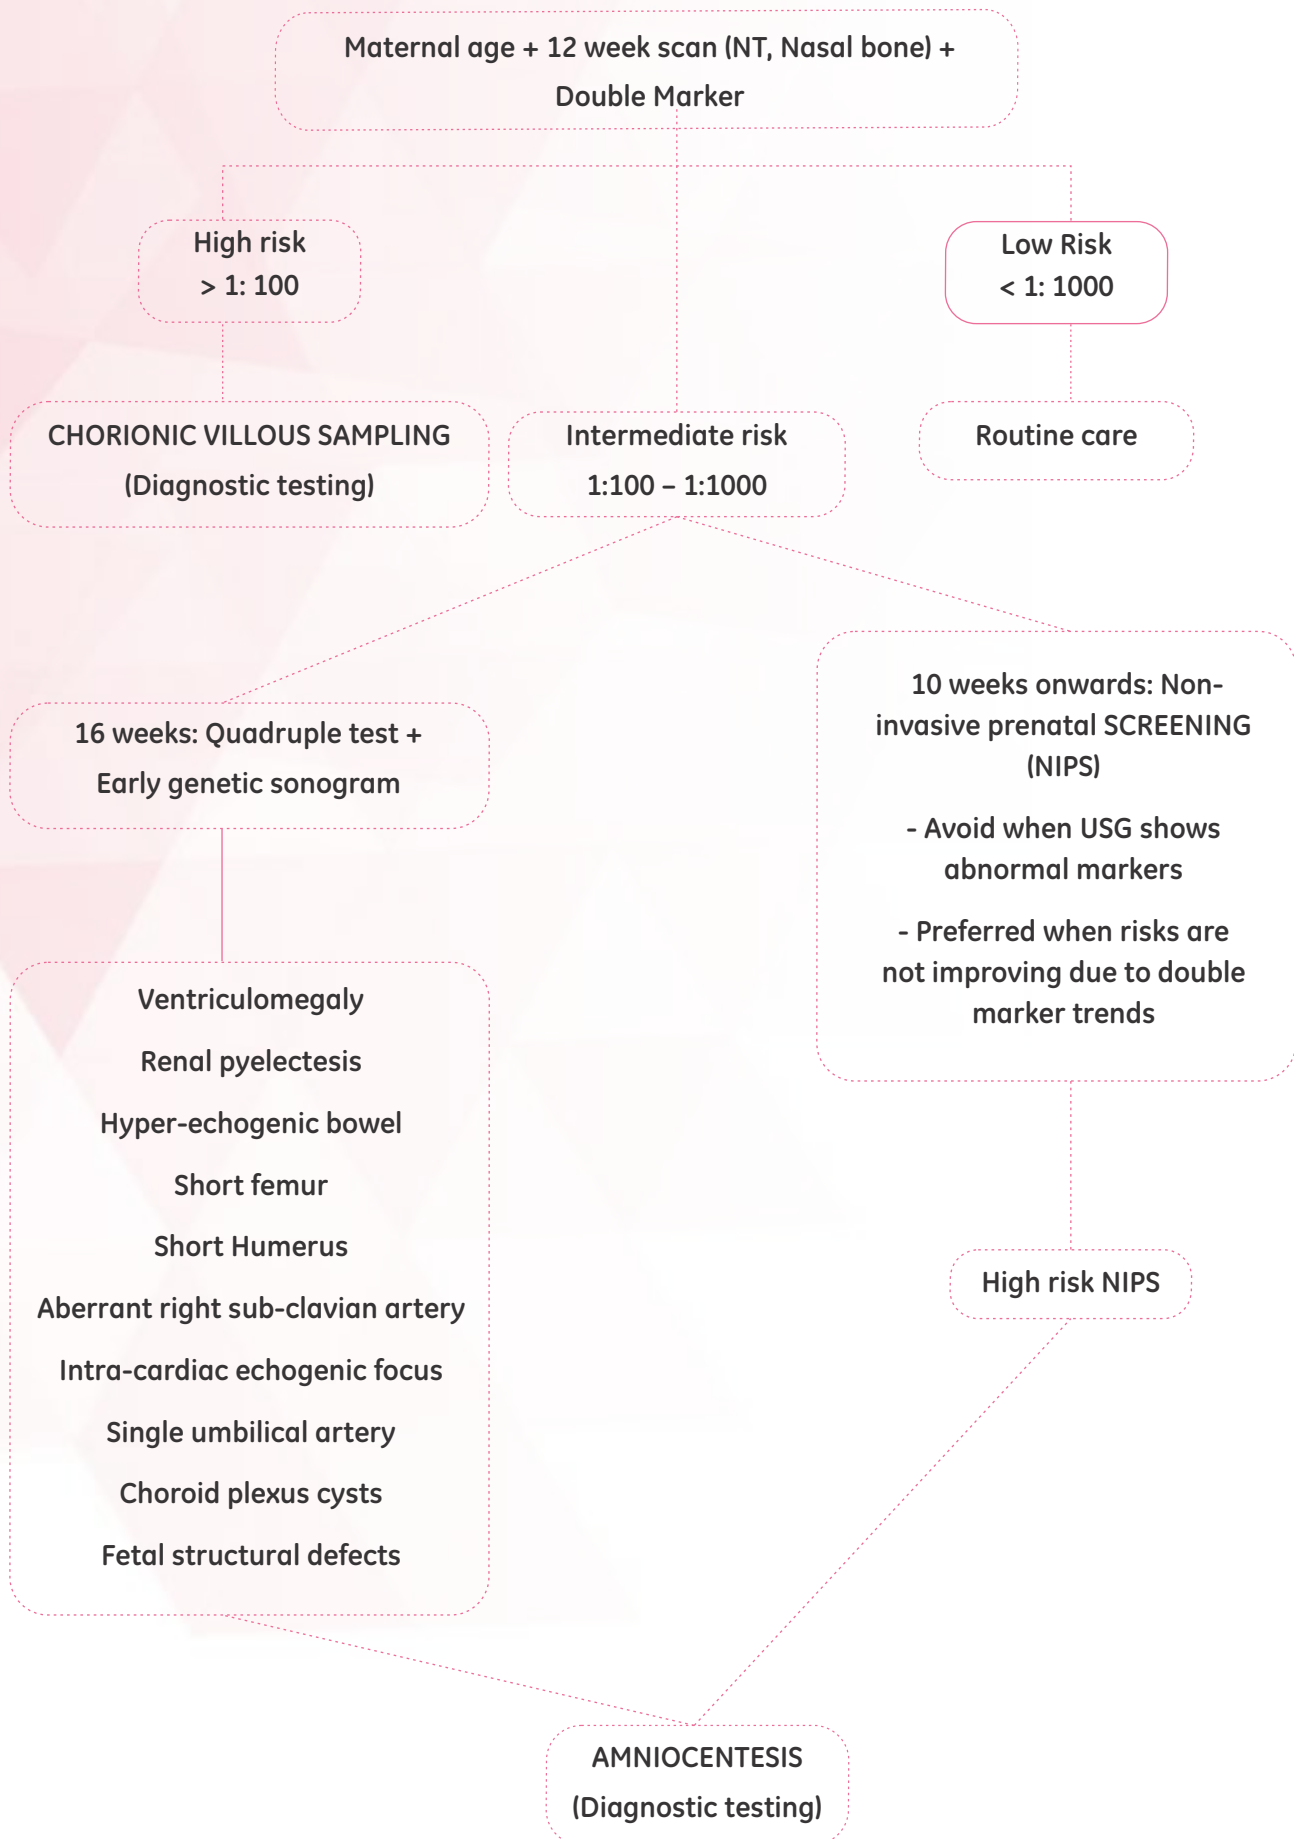 Maternal age + 12 week scan (NT, Nasal bone) +
Double Marker
High risk
> 1: 100
Low Risk
< 1: 1000
CHORIONIC VILLOUS SAMPLING
(Diagnostic testing)
Intermediate risk
1:100 – 1:1000
Routine care
16 weeks: Quadruple test +
Early genetic sonogram
10 weeks onwards: Non-
invasive prenatal SCREENING
(NIPS)
- Avoid when USG shows
abnormal markers
- Preferred when risks are
not improving due to double
marker trends
Ventriculomegaly
Renal pyelectesis
Hyper-echogenic bowel
Short femur
Short Humerus
Aberrant right sub-clavian artery
Intra-cardiac echogenic focus
Single umbilical artery
Choroid plexus cysts
Fetal structural defects
High risk NIPS
AMNIOCENTESIS
(Diagnostic testing)